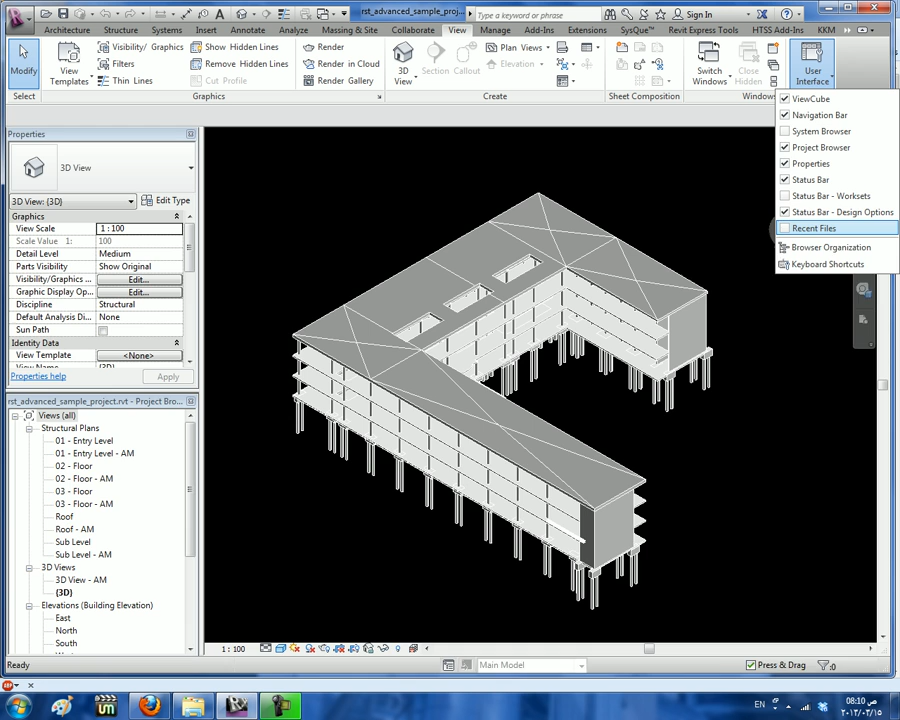 rst_advanced_sample_proj...
Type a keyword or phrase
Sign In
Architecture Structure Systems Insert Annotate Analyze Massing & Site Collaborate View Manage Add-Ins Extensions SysQue™ Revit Express Tools HTSS Add-Ins KKM
Modify
View Templates
Visibility/ Graphics
Filters
Thin Lines
Show Hidden Lines
Remove Hidden Lines
Cut Profile
Render
Render in Cloud
Render Gallery
3D View
Section
Callout
Plan Views
Elevation
Switch Windows
Close Hidden
User Interface
Select
Graphics
Create
Sheet Composition
Windows
ViewCube
Navigation Bar
System Browser
Project Browser
Properties
Status Bar
Status Bar - Worksets
Status Bar - Design Options
Recent Files
Browser Organization
Keyboard Shortcuts
Properties
3D View
3D View: {3D}
Edit Type
Graphics
View Scale 1 : 100
Scale Value 1: 100
Detail Level Medium
Parts Visibility Show Original
Visibility/Graphics ... Edit...
Graphic Display Op... Edit...
Discipline Structural
Default Analysis Di... None
Sun Path
Identity Data
View Template <None>
Properties help
Apply
rst_advanced_sample_project.rvt - Project Bro...
Views (all)
Structural Plans
01 - Entry Level
01 - Entry Level - AM
02 - Floor
02 - Floor - AM
03 - Floor
03 - Floor - AM
Roof
Roof - AM
Sub Level
Sub Level - AM
3D Views
3D View - AM
{3D}
Elevations (Building Elevation)
East
North
South
1 : 100
Ready
Main Model
Press & Drag
:0
EN
08:10 ص
٢٠١٣/٠٣/١٥